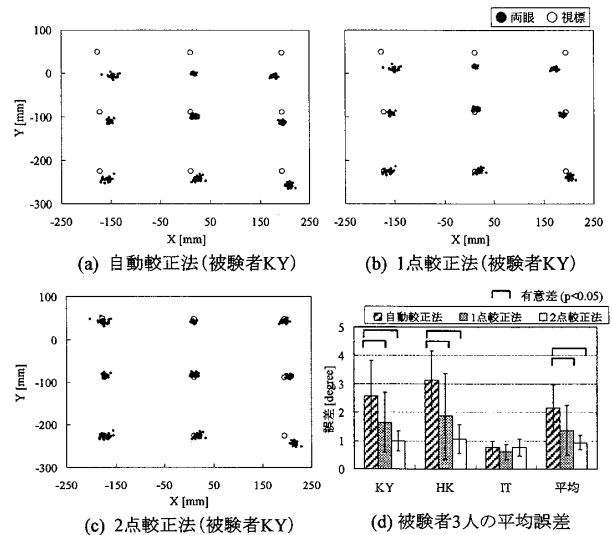 ●両眼 ○視標
100
0
-100
-200
-300
Y [mm]
-250 -150 -50 50 150 250
X [mm]
(a) 自動較正法(被験者KY)
100
0
-100
-200
-300
Y [mm]
-250 -150 -50 50 150 250
X [mm]
(b) 1点較正法(被験者KY)
100
0
-100
-200
-300
Y [mm]
-250 -150 -50 50 150 250
X [mm]
(c) 2点較正法(被験者KY)
有意差 (p<0.05)
自動較正法 1点較正法 2点較正法
5
4
3
2
1
0
誤差 [degree]
KY HK IT 平均
(d) 被験者3人の平均誤差